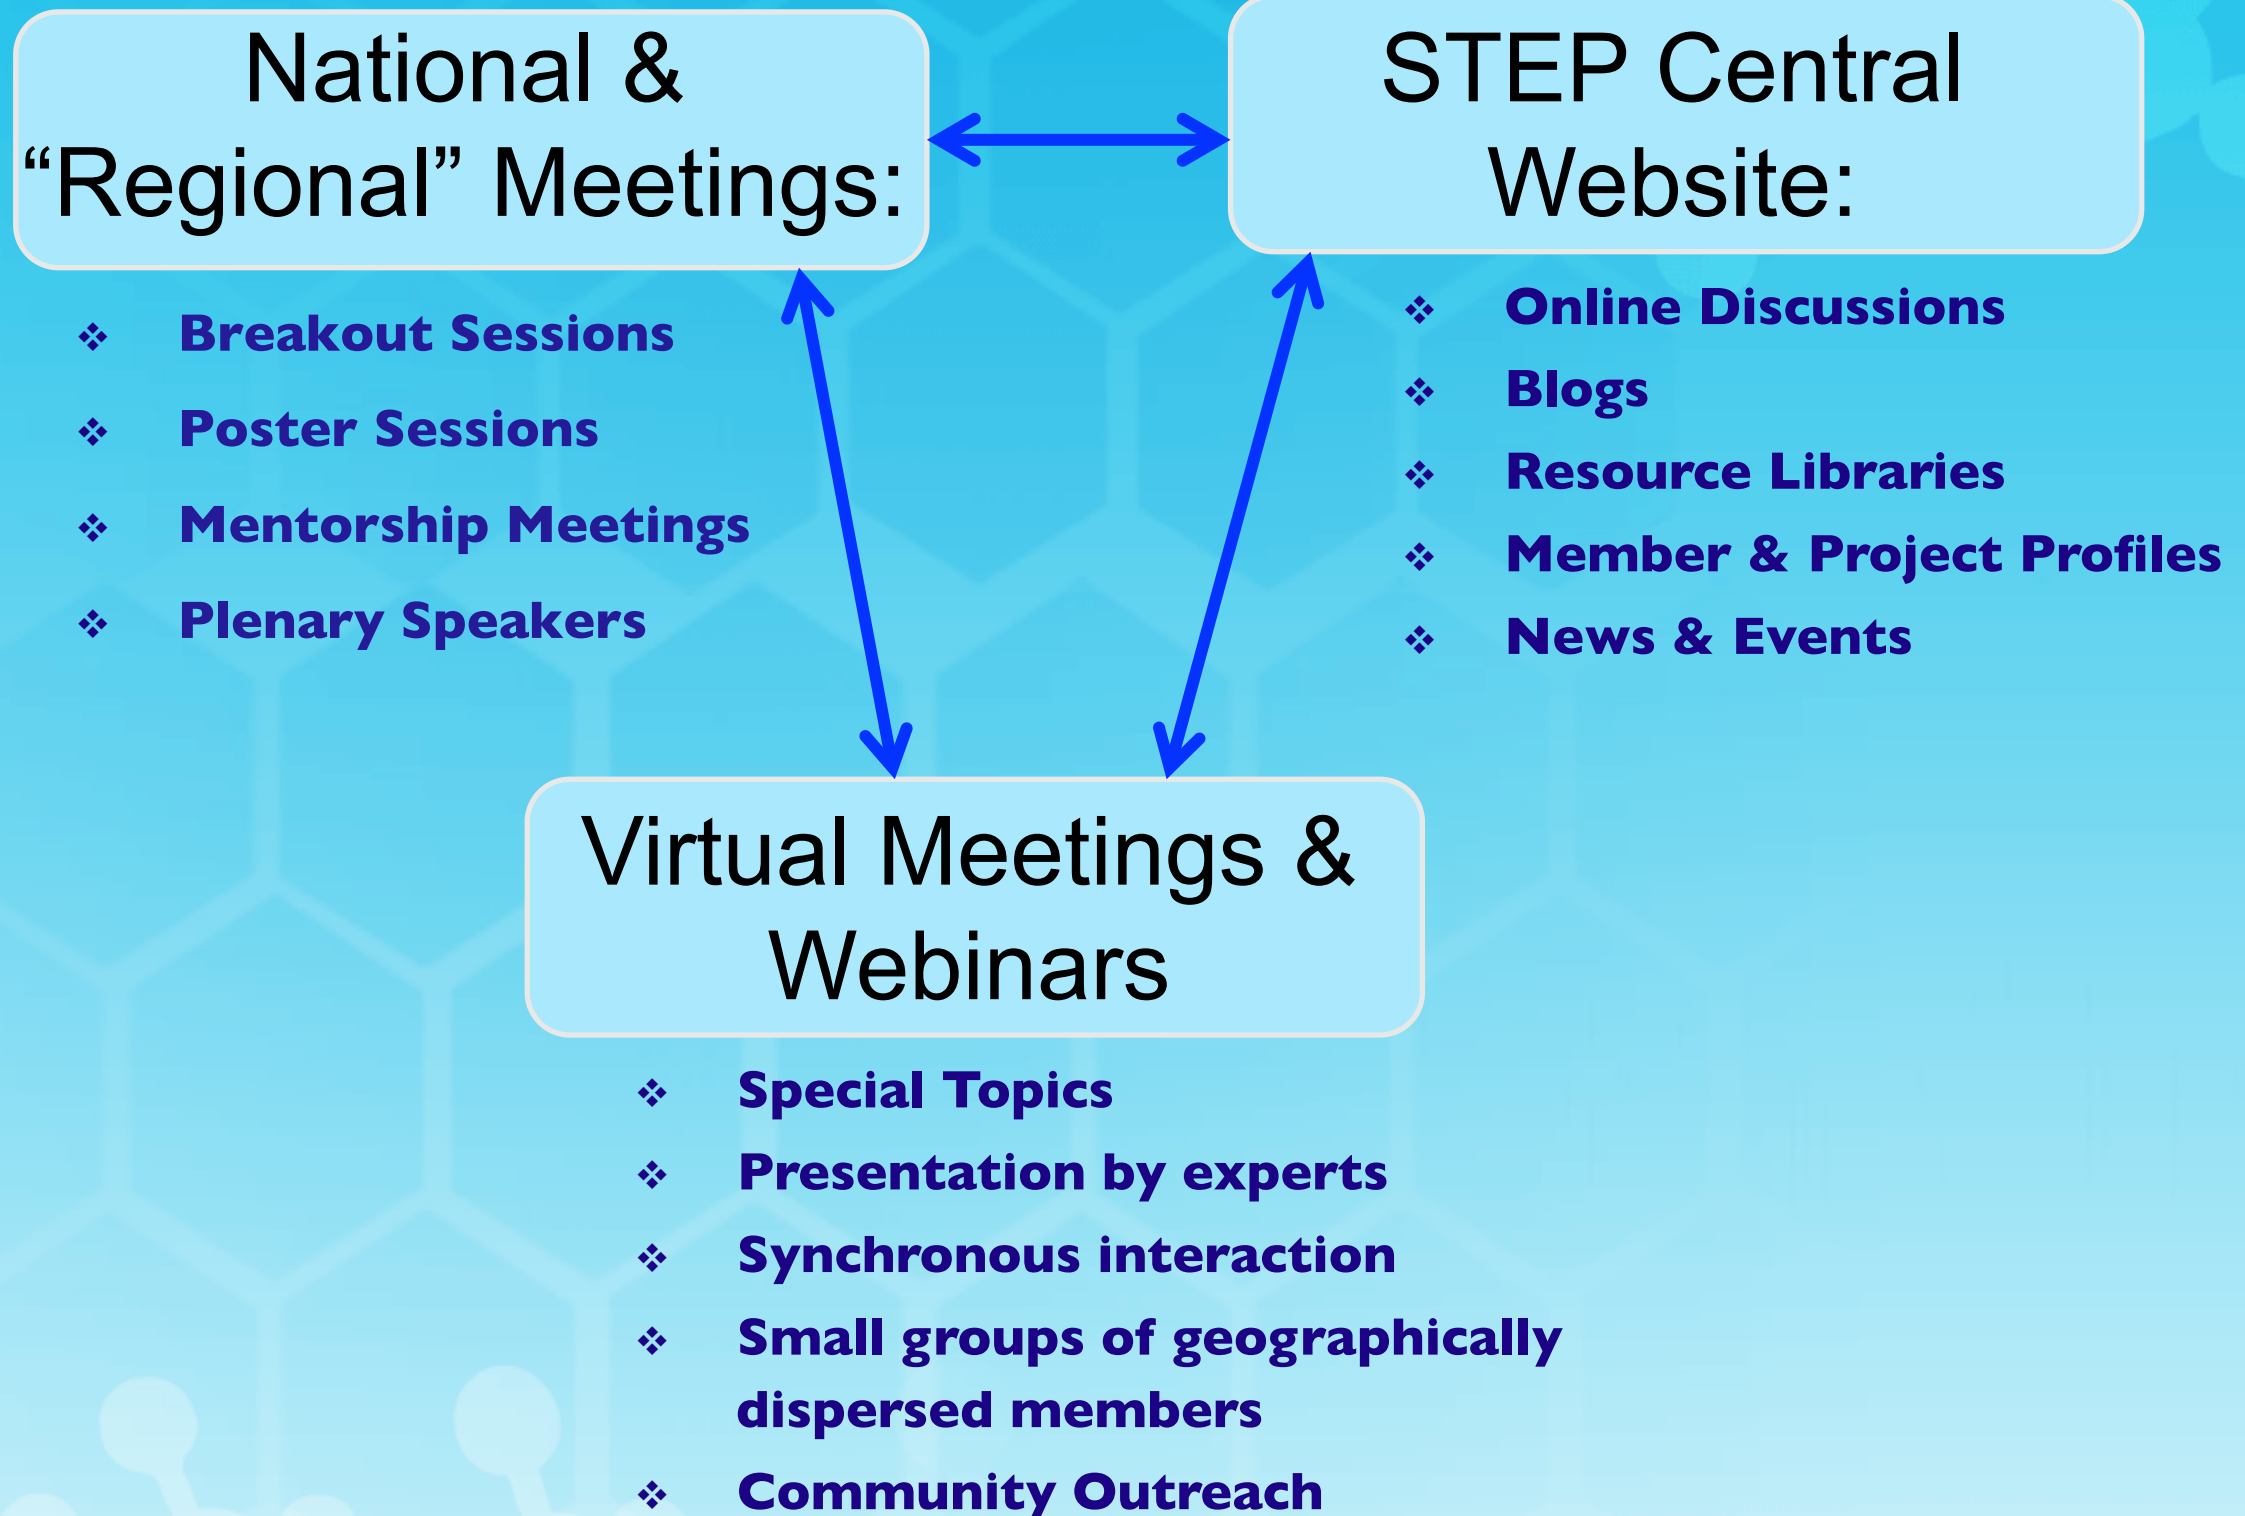 National &
“Regional” Meetings:
❖ Breakout Sessions
❖ Poster Sessions
❖ Mentorship Meetings
❖ Plenary Speakers
STEP Central
Website:
❖ Online Discussions
❖ Blogs
❖ Resource Libraries
❖ Member & Project Profiles
❖ News & Events
Virtual Meetings &
Webinars
❖ Special Topics
❖ Presentation by experts
❖ Synchronous interaction
❖ Small groups of geographically
dispersed members
❖ Community Outreach